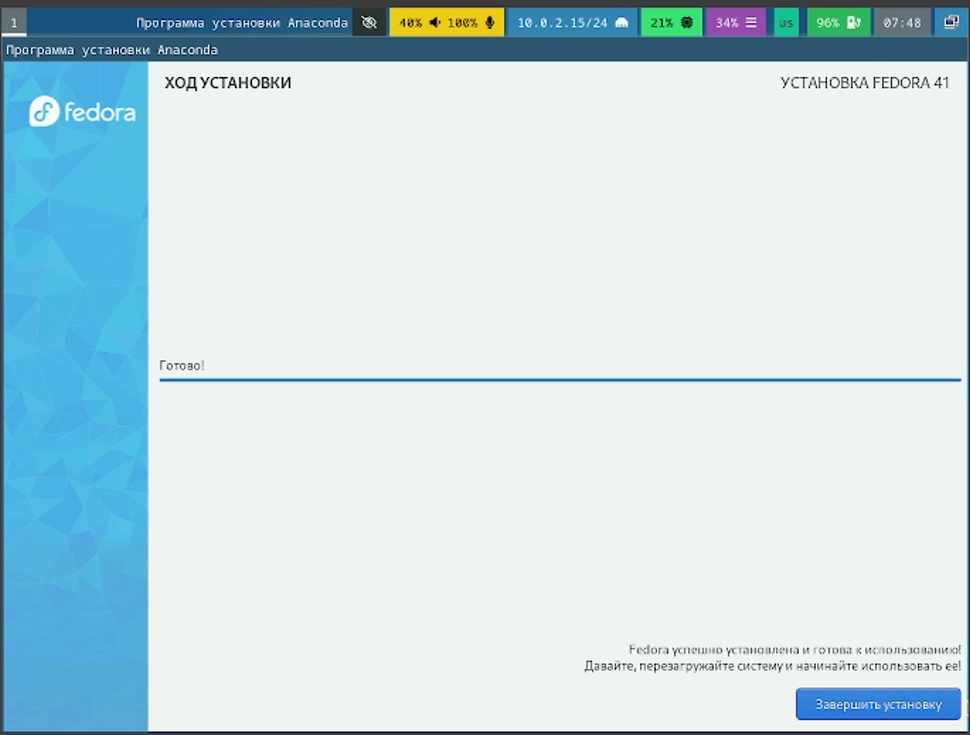 1 Программа установки Anaconda 40% 100% 10.0.2.15/24 21% 34% us 96% 07:48
Программа установки Anaconda
fedora
ХОД УСТАНОВКИ
УСТАНОВКА FEDORA 41
Готово!
Fedora успешно установлена и готова к использованию!
Давайте, перезагружайте систему и начинайте использовать ее!
Завершить установку